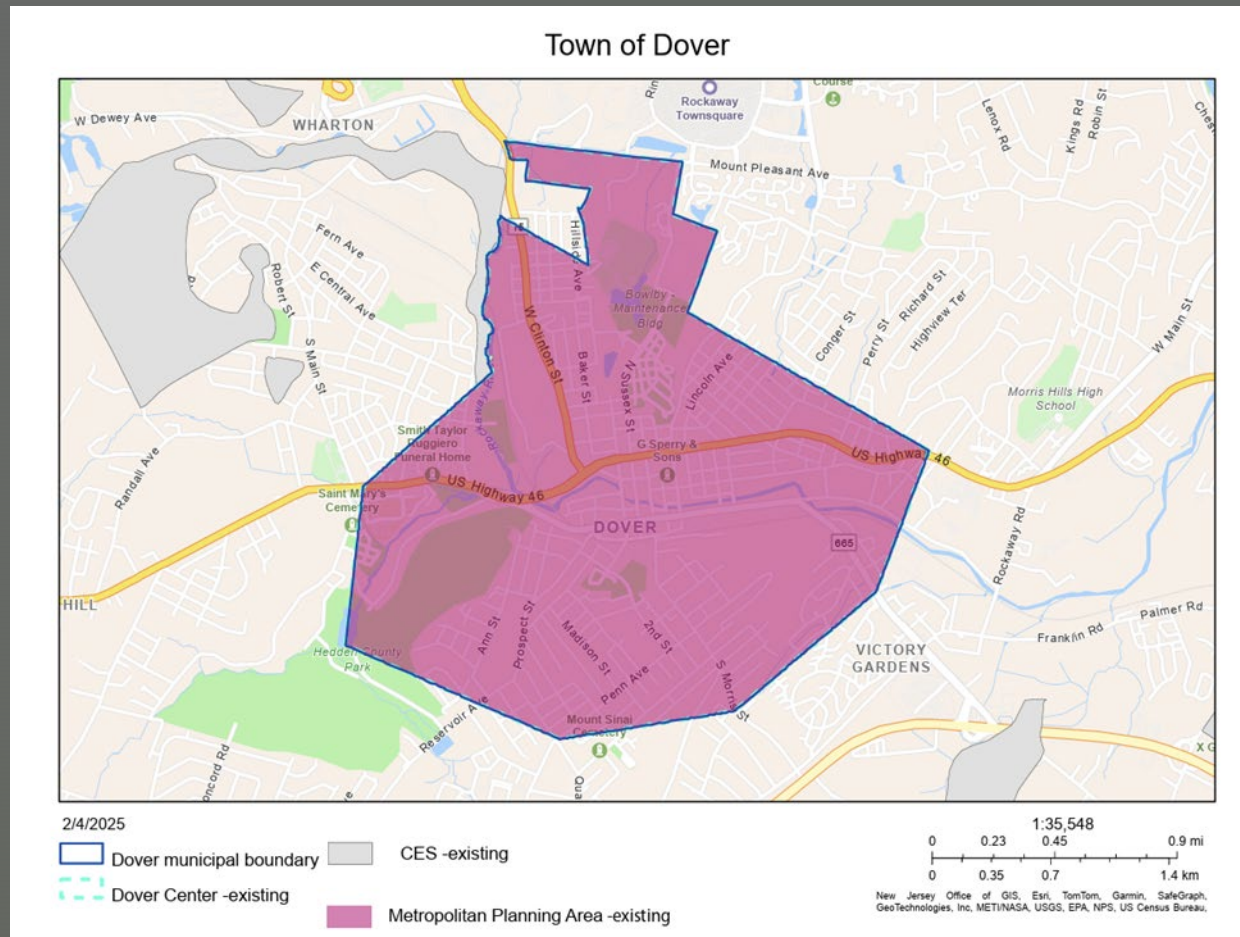 Town of Dover
Course
Rockaway
Townsquare
W Dewey Ave
WHARTON
Lenox Rd
Kings Rd
Robin St
Mount Pleasant Ave
Hillside Ave
Fern Ave
E Central Ave
Robert St
S Main St
W Clinton St
Bowlby -
Maintenance
Bldg
Baker St
N Sussex St
Lincoln Ave
Conger St
Perry St
Richard St
Highview Ter
W Main St
Morris Hills High
School
Rockaway R
Smith Taylor
Ruggiero
Funeral Home
G Sperry &
Sons
US Highwa
46
Randall Ave
Saint Mary's
Cemetery
US Highway 46
DOVER
665
Rockaway Rd
HILL
Hedden County
Park
Ann St
Prospect St
Madison St
2nd St
Penn Ave
S Morris St
VICTORY
GARDENS
Franklin Rd
Palmer Rd
Reservoir Ave
Mount Sinai
Cemetery
oncord Rd
Qua
X G
2/4/2025
Dover municipal boundary
CES -existing
Dover Center -existing
Metropolitan Planning Area -existing
1:35,548
0 0.23 0.45 0.9 mi
0 0.35 0.7 1.4 km
New Jersey Office of GIS, Esri, TomTom, Garmin, SafeGraph,
GeoTechnologies, Inc, METI/NASA, USGS, EPA, NPS, US Census Bureau,